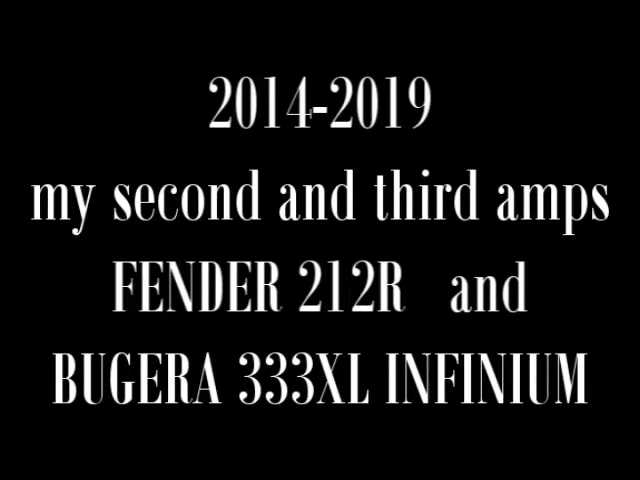 2014-2019
my second and third amps
FENDER 212R and
BUGERA 333XL INFINIUM